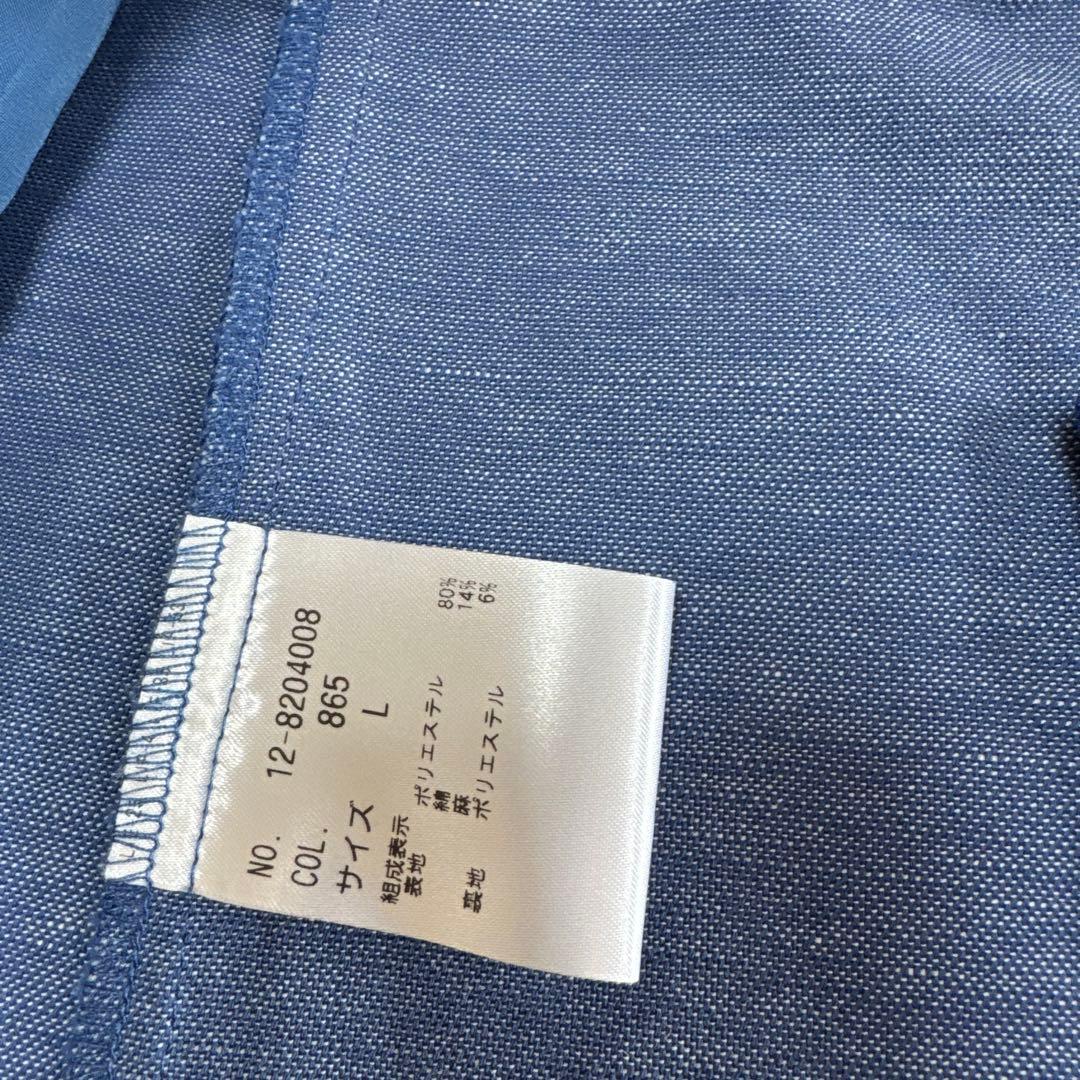 NO. 12-8204008
COL. 865
サイズ L
組成表示
表地 ポリエステル 80%
綿 14%
麻 6%
裏地 ポリエステル